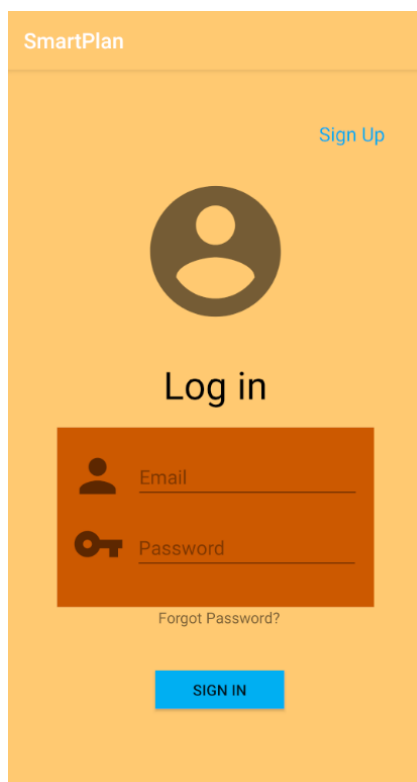 SmartPlan
Sign Up
Log in
Email
Password
Forgot Password?
SIGN IN